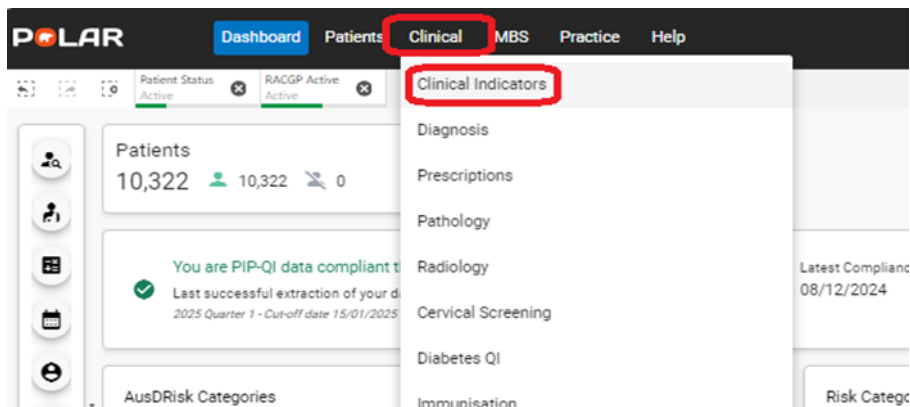 POLAR
Dashboard Patients Clinical MBS Practice Help
Patient Status
Active
RACGP Active
Active
Clinical Indicators
Diagnosis
Prescriptions
Pathology
Radiology
Cervical Screening
Diabetes QI
Immunisation
Patients
10,322 10,322 0
You are PIP-QI data compliant
Last successful extraction of your
2025 Quarter 1 - Cut-off date 15/01/2025
Latest Complianc
08/12/2024
AusDRisk Categories
Risk Catego